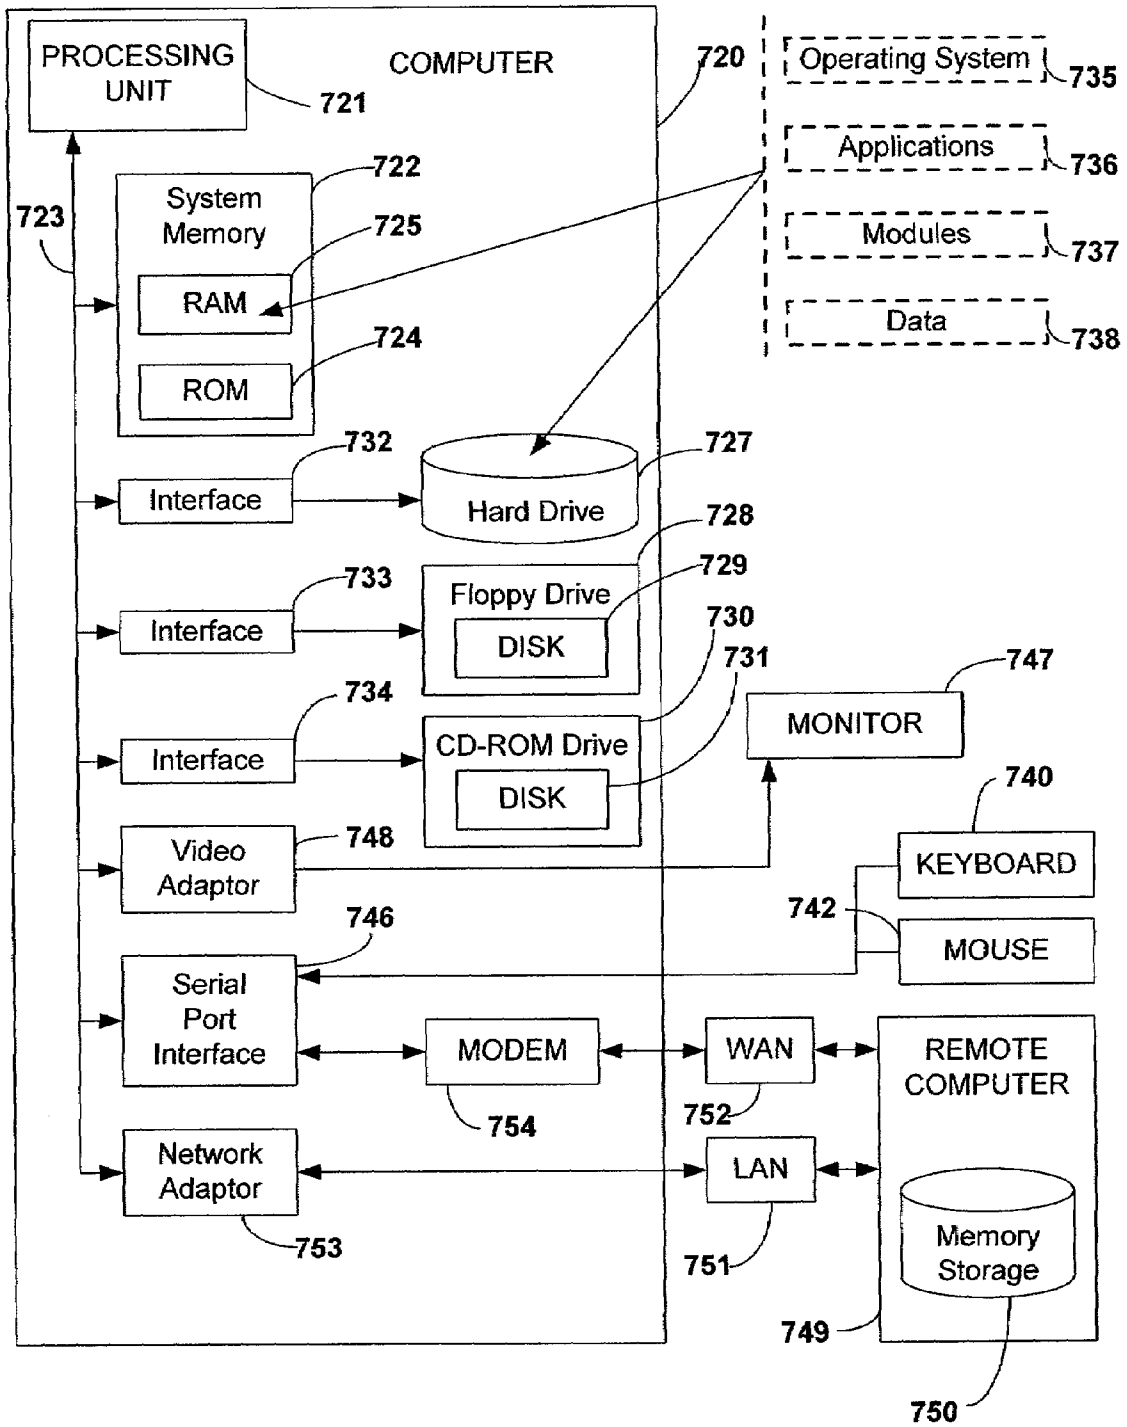 PROCESSING
UNIT
721
COMPUTER
720
Operating System
735
Applications
736
Modules
737
Data
738
723
722
System
Memory
725
RAM
724
ROM
732
Interface
727
Hard Drive
728
733
Interface
Floppy Drive
729
DISK
730
734
Interface
CD-ROM Drive
731
DISK
747
MONITOR
748
Video
Adaptor
740
KEYBOARD
742
MOUSE
746
Serial
Port
Interface
MODEM
754
WAN
752
REMOTE
COMPUTER
Network
Adaptor
753
LAN
751
Memory
Storage
749
750